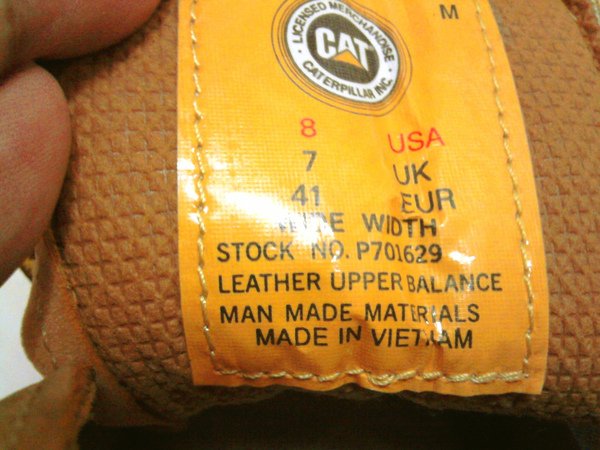 M
LICENSED MERCHANDISE
CAT
CATERPILLAR INC.
8 USA
7 UK
41 EUR
WIDE WIDTH
STOCK NO. P701629
LEATHER UPPER BALANCE
MAN MADE MATERIALS
MADE IN VIETNAM